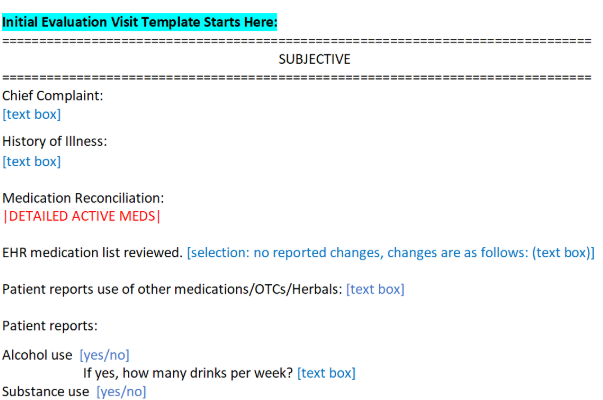 Initial Evaluation Visit Template Starts Here:
================================================================================
SUBJECTIVE
================================================================================
Chief Complaint:
[text box]
History of Illness:
[text box]
Medication Reconciliation:
|DETAILED ACTIVE MEDS|
EHR medication list reviewed. [selection: no reported changes, changes are as follows: (text box)]
Patient reports use of other medications/OTCs/Herbals: [text box]
Patient reports:
Alcohol use [yes/no]
If yes, how many drinks per week? [text box]
Substance use [yes/no]